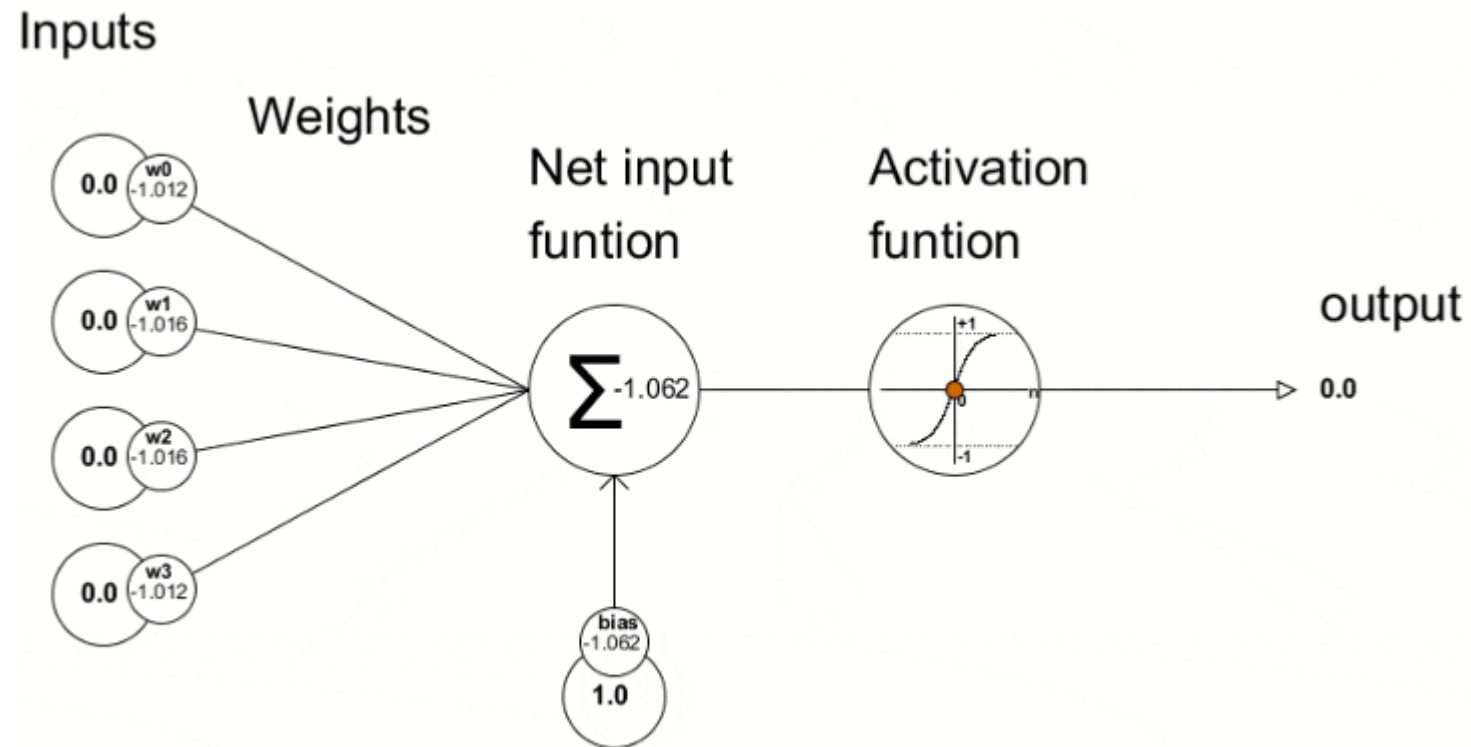 Inputs
Weights
Net input
funtion
Activation
funtion
output
0.0
w0
-1.012
0.0
w1
-1.016
0.0
w2
-1.016
0.0
w3
-1.012
∑ -1.062
bias
-1.062
1.0
+1
0
n
-1
0.0